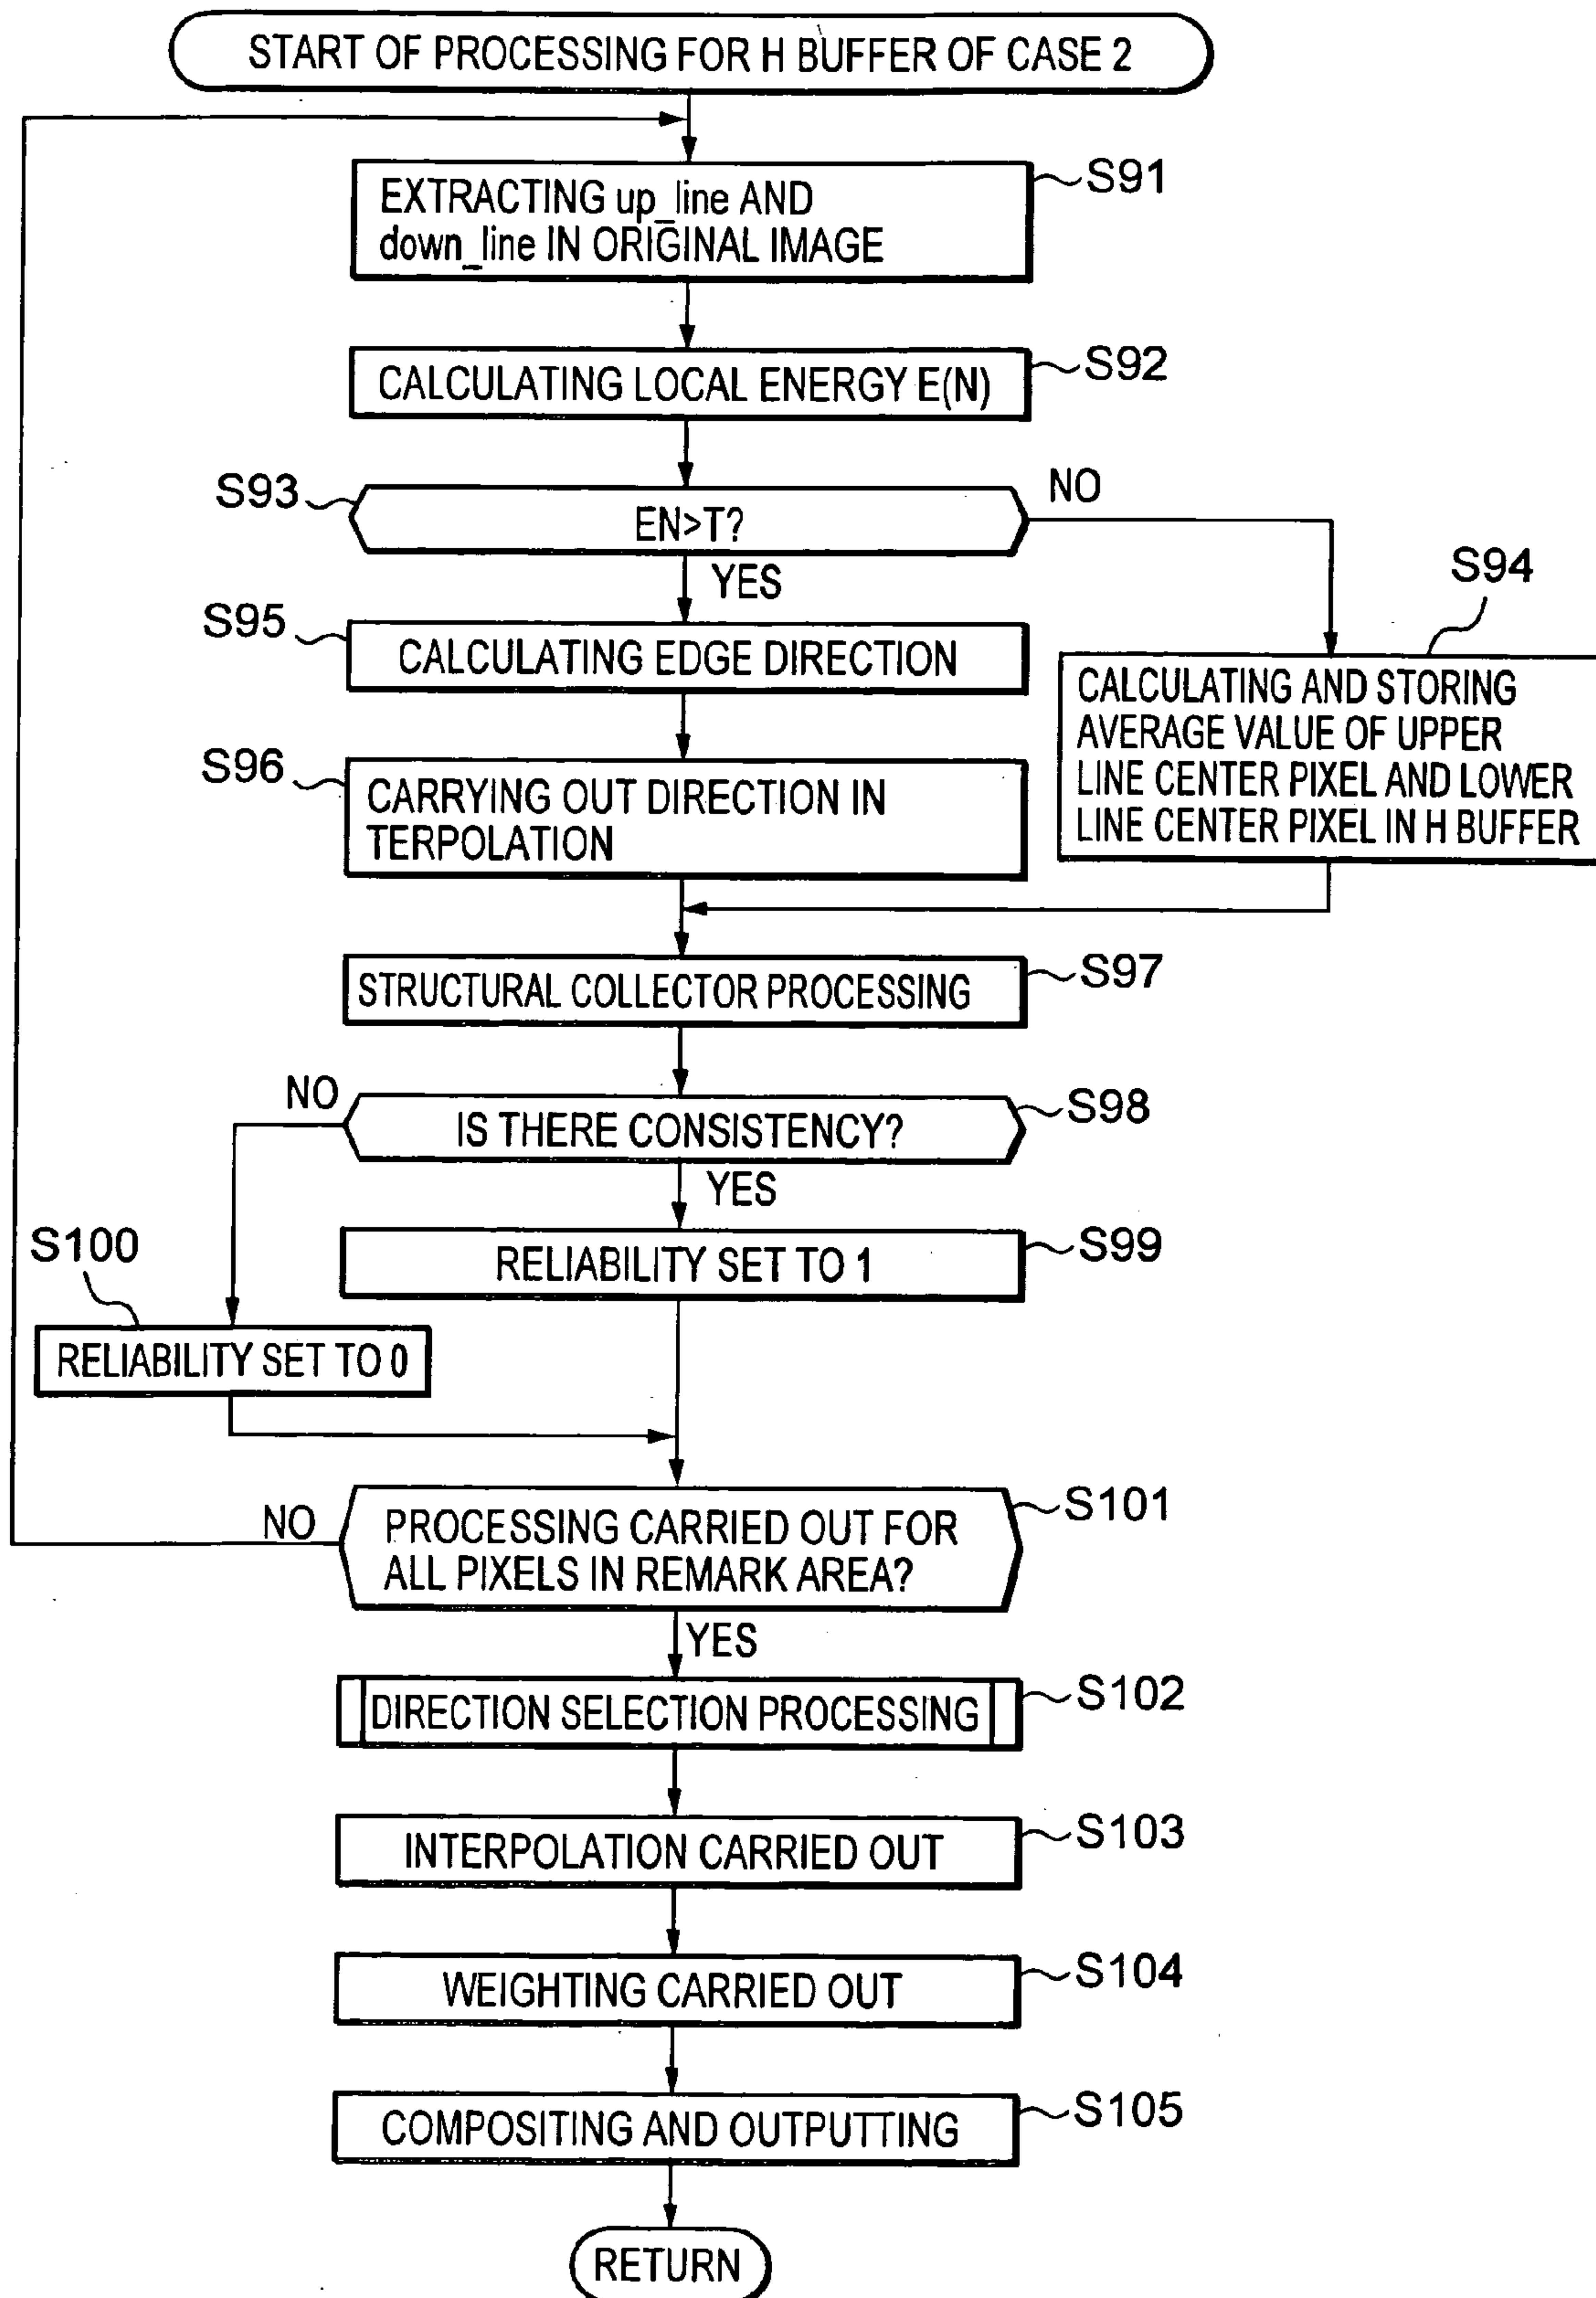 START OF PROCESSING FOR H BUFFER OF CASE 2
S91
EXTRACTING up_line AND
down_line IN ORIGINAL IMAGE
S92
CALCULATING LOCAL ENERGY E(N)
S93
NO
EN>T?
YES
S94
S95
CALCULATING EDGE DIRECTION
CALCULATING AND STORING
AVERAGE VALUE OF UPPER
LINE CENTER PIXEL AND LOWER
LINE CENTER PIXEL IN H BUFFER
S96
CARRYING OUT DIRECTION IN
TERPOLATION
S97
STRUCTURAL COLLECTOR PROCESSING
NO
S98
IS THERE CONSISTENCY?
YES
S100
S99
RELIABILITY SET TO 1
RELIABILITY SET TO 0
S101
NO
PROCESSING CARRIED OUT FOR
ALL PIXELS IN REMARK AREA?
YES
S102
DIRECTION SELECTION PROCESSING
S103
INTERPOLATION CARRIED OUT
S104
WEIGHTING CARRIED OUT
S105
COMPOSITING AND OUTPUTTING
RETURN